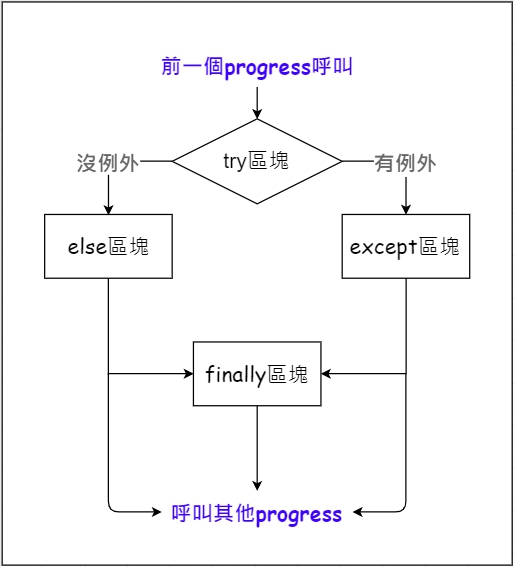 前一個progress呼叫
try區塊
沒例外
有例外
else區塊
except區塊
finally區塊
呼叫其他progress